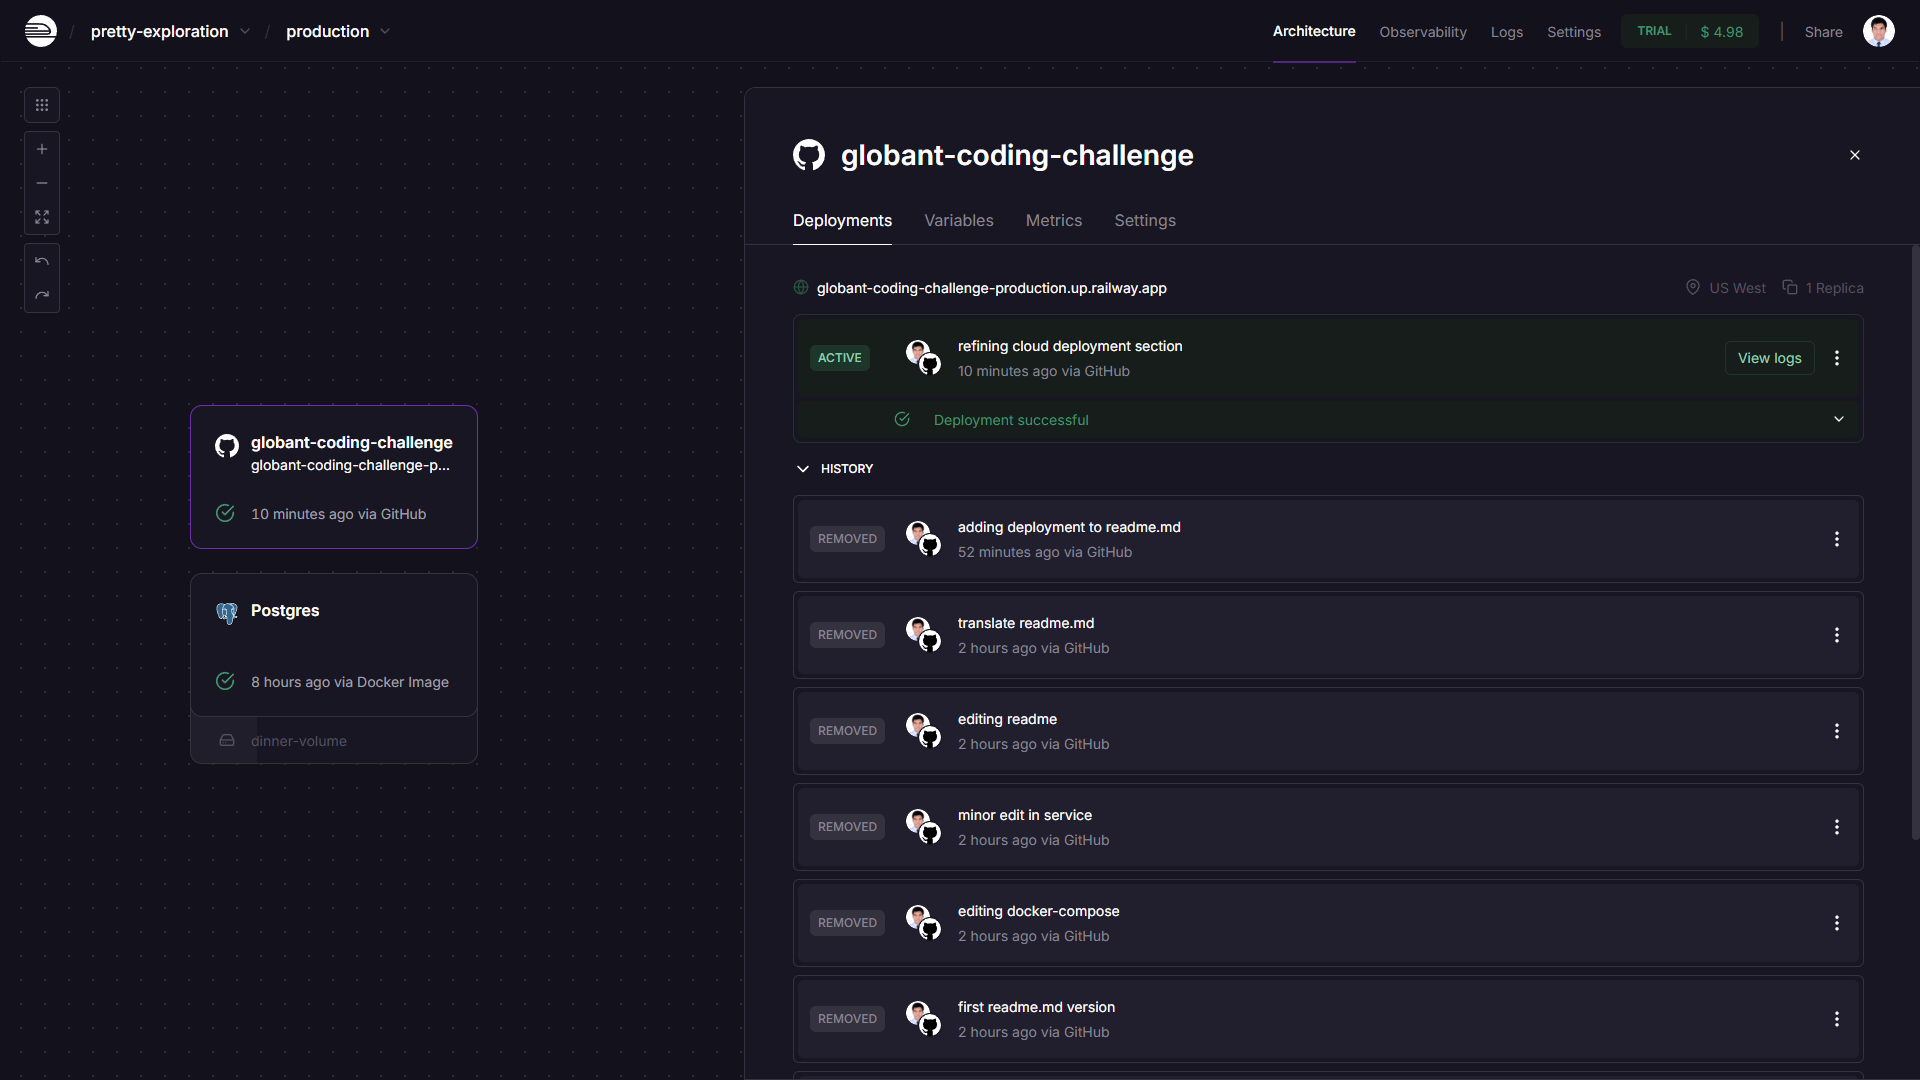 / pretty-exploration / production
Architecture
Observability
Logs
Settings
TRIAL
$ 4.98
Share
globant-coding-challenge
globant-coding-challenge-p...
10 minutes ago via GitHub
Postgres
8 hours ago via Docker Image
dinner-volume
globant-coding-challenge
Deployments
Variables
Metrics
Settings
globant-coding-challenge-production.up.railway.app
US West
1 Replica
ACTIVE
refining cloud deployment section
10 minutes ago via GitHub
View logs
Deployment successful
HISTORY
REMOVED
adding deployment to readme.md
52 minutes ago via GitHub
REMOVED
translate readme.md
2 hours ago via GitHub
REMOVED
editing readme
2 hours ago via GitHub
REMOVED
minor edit in service
2 hours ago via GitHub
REMOVED
editing docker-compose
2 hours ago via GitHub
REMOVED
first readme.md version
2 hours ago via GitHub